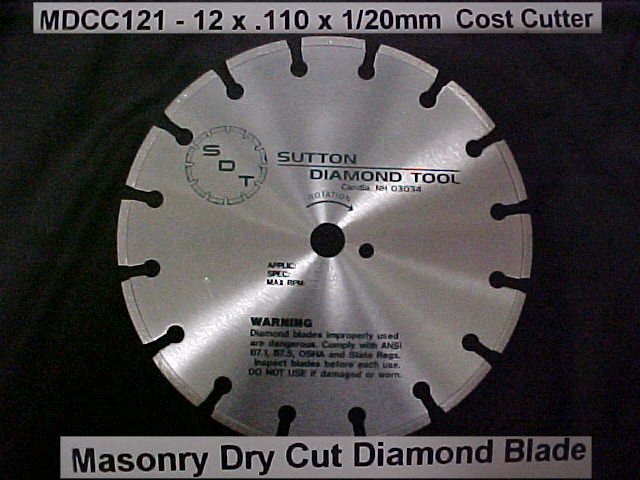 MDCC121 - 12 x .110 x 1/20mm Cost Cutter
SDT
SUTTON
DIAMOND TOOL
Candia, NH 03034
ROTATION
APPLIC:
SPEC:
MAX RPM:
WARNING
Diamond blades improperly used
are dangerous. Comply with ANSI
B7.1, B7.5, OSHA and State Regs.
Inspect blades before each use.
DO NOT USE if damaged or worn.
Masonry Dry Cut Diamond Blade